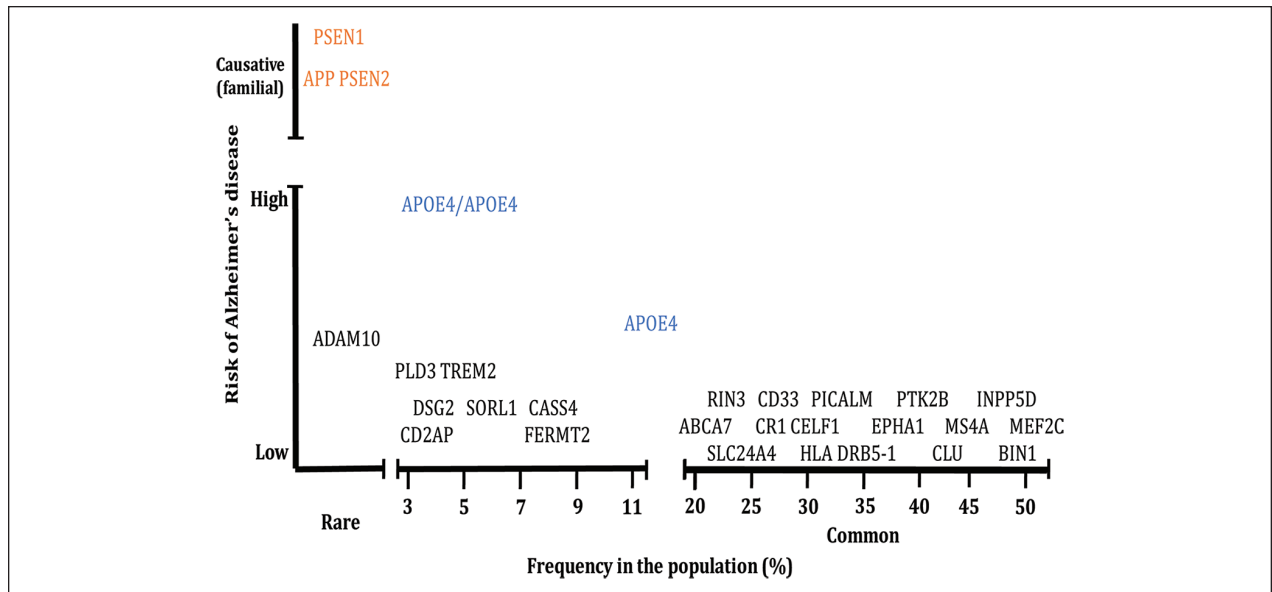 PSEN1
Causative
(familial)
APP PSEN2
Risk of Alzheimer's disease
High
APOE4/APOE4
APOE4
ADAM10
PLD3 TREM2
DSG2 SORL1 CASS4
CD2AP FERMT2
RIN3 CD33 PICALM PTK2B INPP5D
ABCA7 CR1 CELF1 EPHA1 MS4A MEF2C
SLC24A4 HLA DRB5-1 CLU BIN1
Low
3 5 7 9 11 20 25 30 35 40 45 50
Rare
Common
Frequency in the population (%)